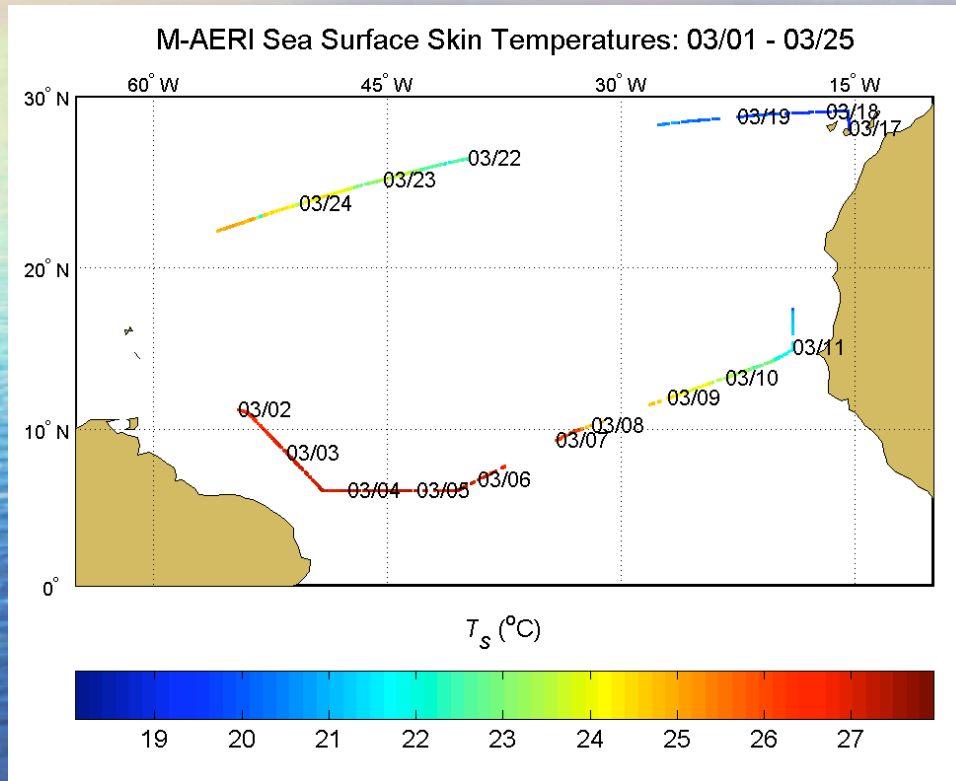 M-AERI Sea Surface Skin Temperatures: 03/01 - 03/25
60° W 45° W 30° W 15° W
30° N
03/18
03/19
03/17
03/22
03/23
03/24
20° N
03/11
03/10
03/09
03/02
03/08
10° N
03/07
03/03
03/06
03/04 03/05
0°
T_s (°C)
19 20 21 22 23 24 25 26 27